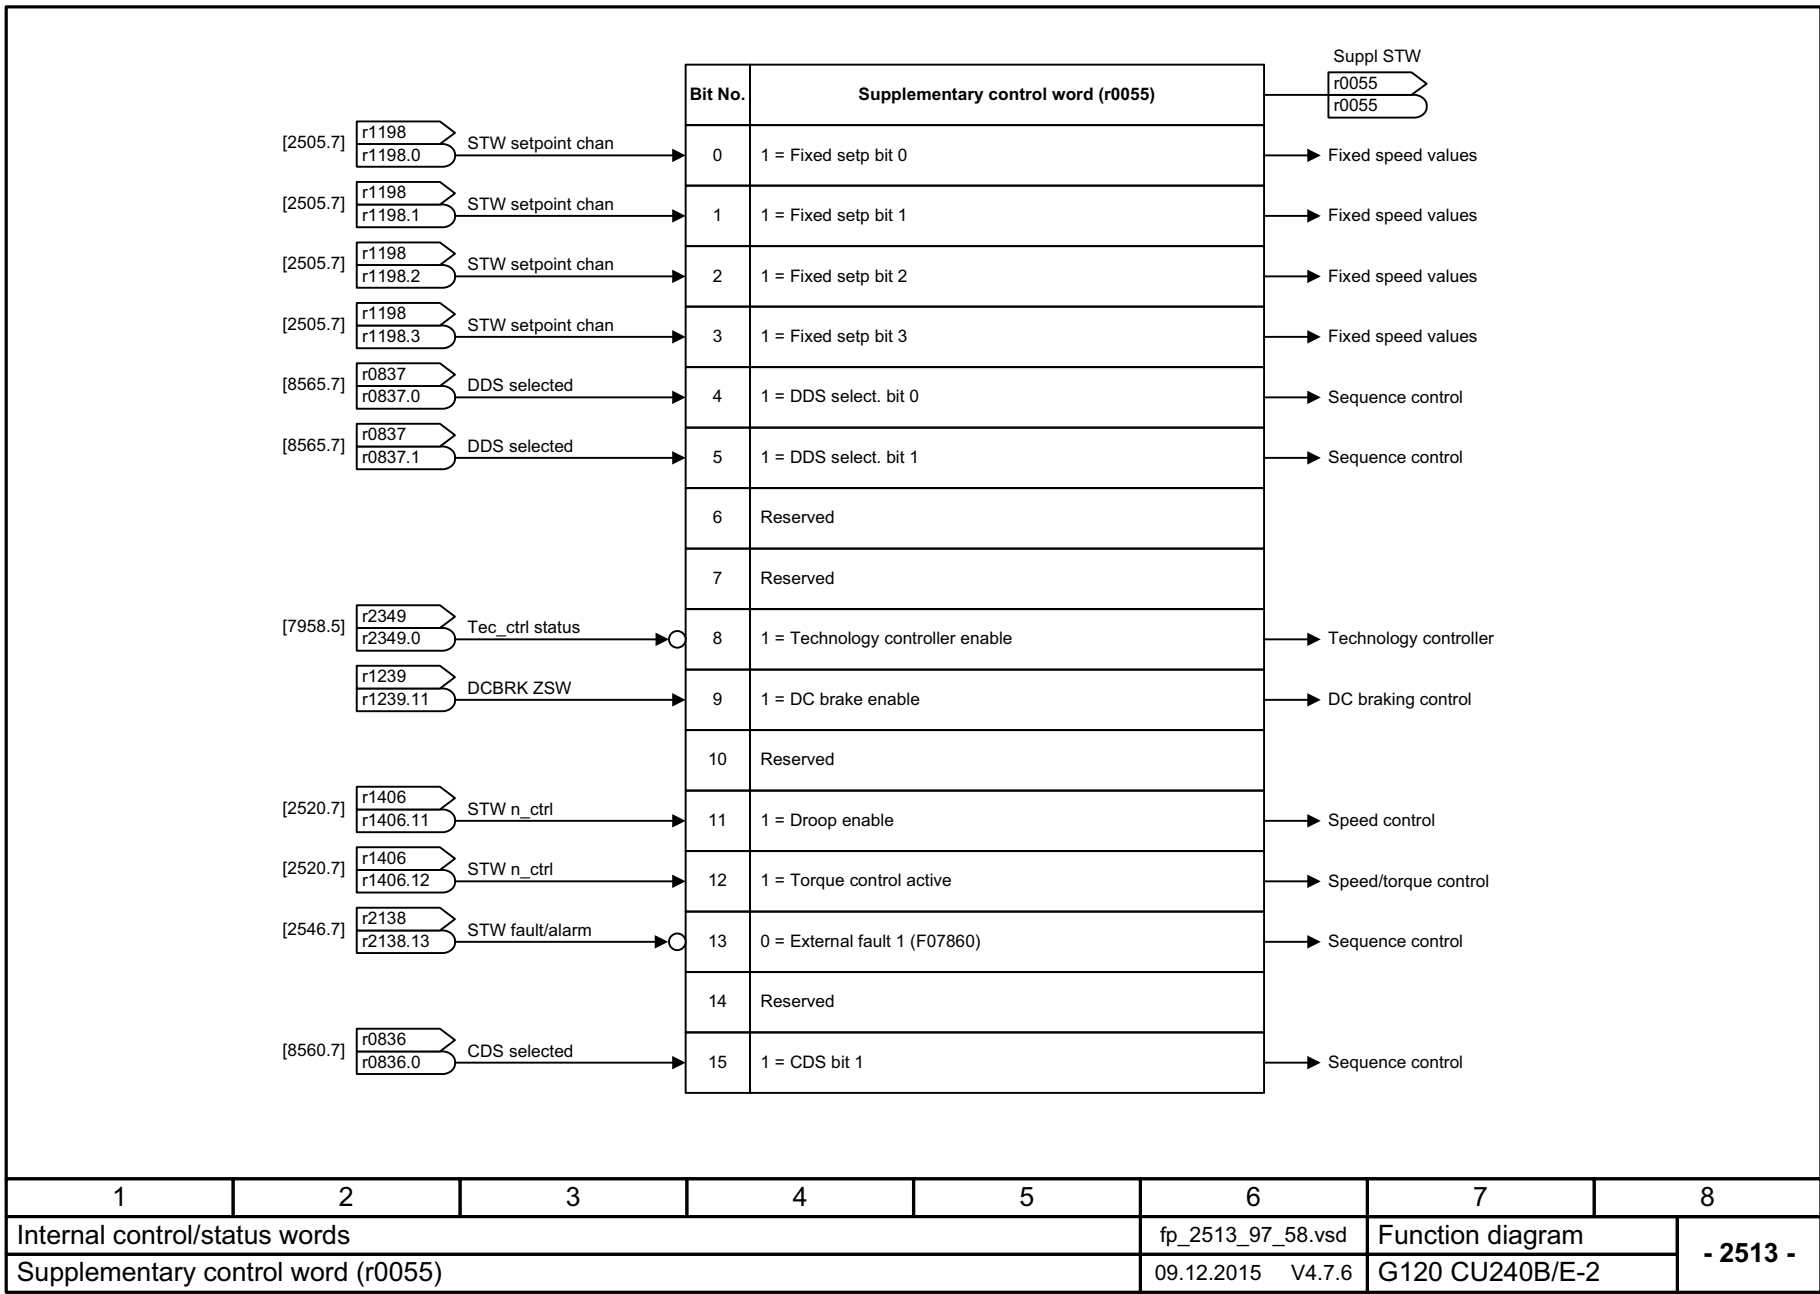 Suppl STW
r0055
r0055
Bit No. Supplementary control word (r0055)
[2505.7] r1198
r1198.0 STW setpoint chan 0 1 = Fixed setp bit 0 Fixed speed values
[2505.7] r1198
r1198.1 STW setpoint chan 1 1 = Fixed setp bit 1 Fixed speed values
[2505.7] r1198
r1198.2 STW setpoint chan 2 1 = Fixed setp bit 2 Fixed speed values
[2505.7] r1198
r1198.3 STW setpoint chan 3 1 = Fixed setp bit 3 Fixed speed values
[8565.7] r0837
r0837.0 DDS selected 4 1 = DDS select. bit 0 Sequence control
[8565.7] r0837
r0837.1 DDS selected 5 1 = DDS select. bit 1 Sequence control
6 Reserved
7 Reserved
[7958.5] r2349
r2349.0 Tec_ctrl status 8 1 = Technology controller enable Technology controller
r1239
r1239.11 DCBRK ZSW 9 1 = DC brake enable DC braking control
10 Reserved
[2520.7] r1406
r1406.11 STW n_ctrl 11 1 = Droop enable Speed control
[2520.7] r1406
r1406.12 STW n_ctrl 12 1 = Torque control active Speed/torque control
[2546.7] r2138
r2138.13 STW fault/alarm 13 0 = External fault 1 (F07860) Sequence control
14 Reserved
[8560.7] r0836
r0836.0 CDS selected 15 1 = CDS bit 1 Sequence control
1 2 3 4 5 6 7 8
Internal control/status words fp_2513_97_58.vsd Function diagram - 2513 -
Supplementary control word (r0055) 09.12.2015 V4.7.6 G120 CU240B/E-2